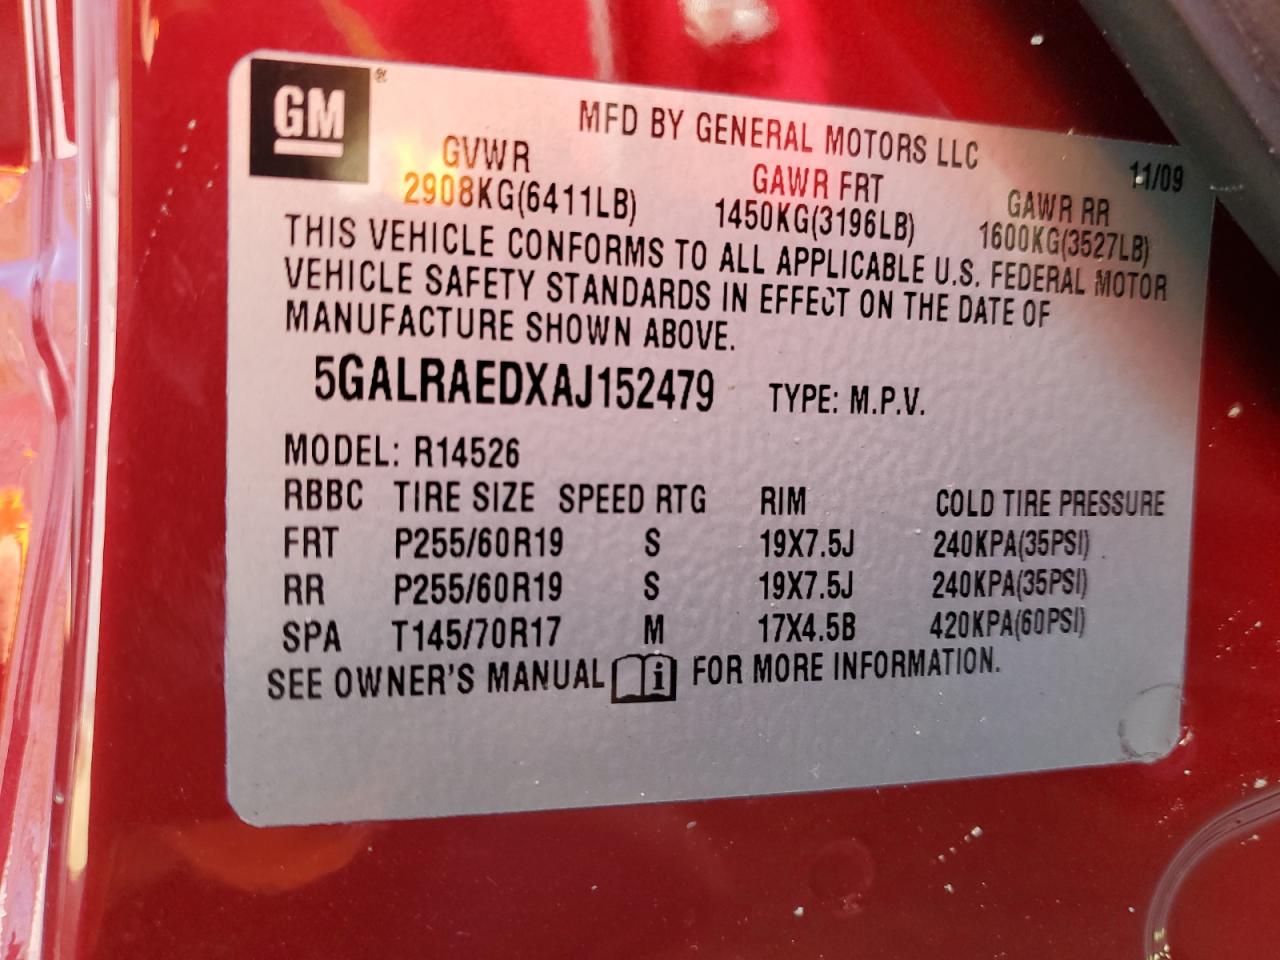 GM ®
MFD BY GENERAL MOTORS LLC
11/09
GVWR GAWR FRT GAWR RR
2908KG(6411LB) 1450KG(3196LB) 1600KG(3527LB)
THIS VEHICLE CONFORMS TO ALL APPLICABLE U.S. FEDERAL MOTOR
VEHICLE SAFETY STANDARDS IN EFFECT ON THE DATE OF
MANUFACTURE SHOWN ABOVE.
5GALRAEDXAJ152479 TYPE: M.P.V.
MODEL: R14526
RBBC TIRE SIZE SPEED RTG RIM COLD TIRE PRESSURE
FRT P255/60R19 S 19X7.5J 240KPA(35PSI)
RR P255/60R19 S 19X7.5J 240KPA(35PSI)
SPA T145/70R17 M 17X4.5B 420KPA(60PSI)
SEE OWNER'S MANUAL i FOR MORE INFORMATION.